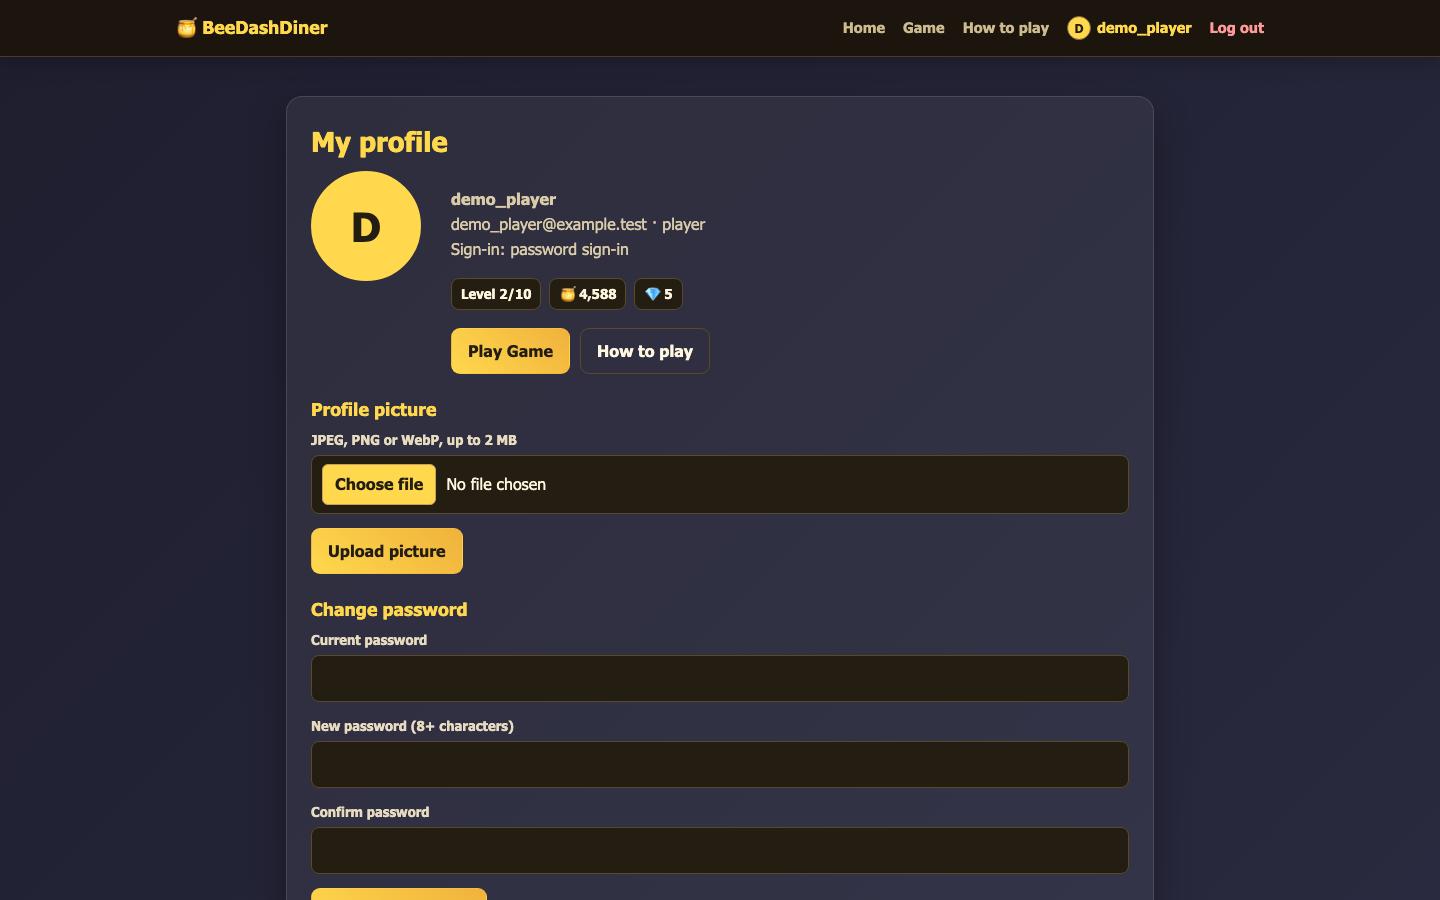 BeeDashDiner
Home
Game
How to play
D
demo_player
Log out
My profile
D
demo_player
demo_player@example.test · player
Sign-in: password sign-in
Level 2/10
4,588
5
Play Game
How to play
Profile picture
JPEG, PNG or WebP, up to 2 MB
Choose file
No file chosen
Upload picture
Change password
Current password
New password (8+ characters)
Confirm password